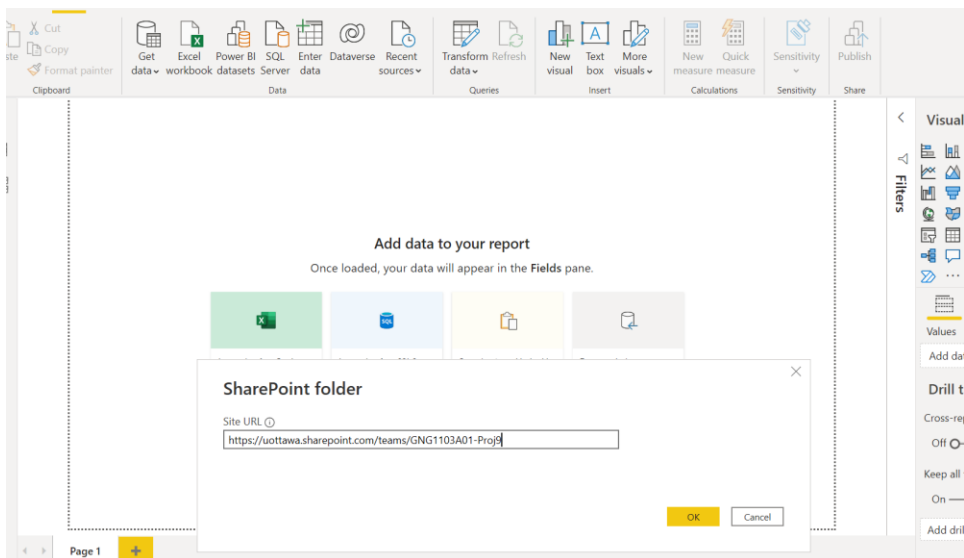 Cut
Copy
Format painter
Clipboard
Get data
Excel workbook
Power BI datasets
SQL Server
Enter data
Dataverse
Recent sources
Data
Transform data
Refresh
Queries
New visual
Text box
More visuals
Insert
New measure
Quick measure
Calculations
Sensitivity
Sensitivity
Publish
Share
Filters
Visual
Add data to your report
Once loaded, your data will appear in the Fields pane.
SQL
SharePoint folder
Site URL
https://uottawa.sharepoint.com/teams/GNG1103A01-Proj9
OK
Cancel
Values
Add dat
Drill t
Cross-rep
Off
Keep all
On
Add dril
Page 1